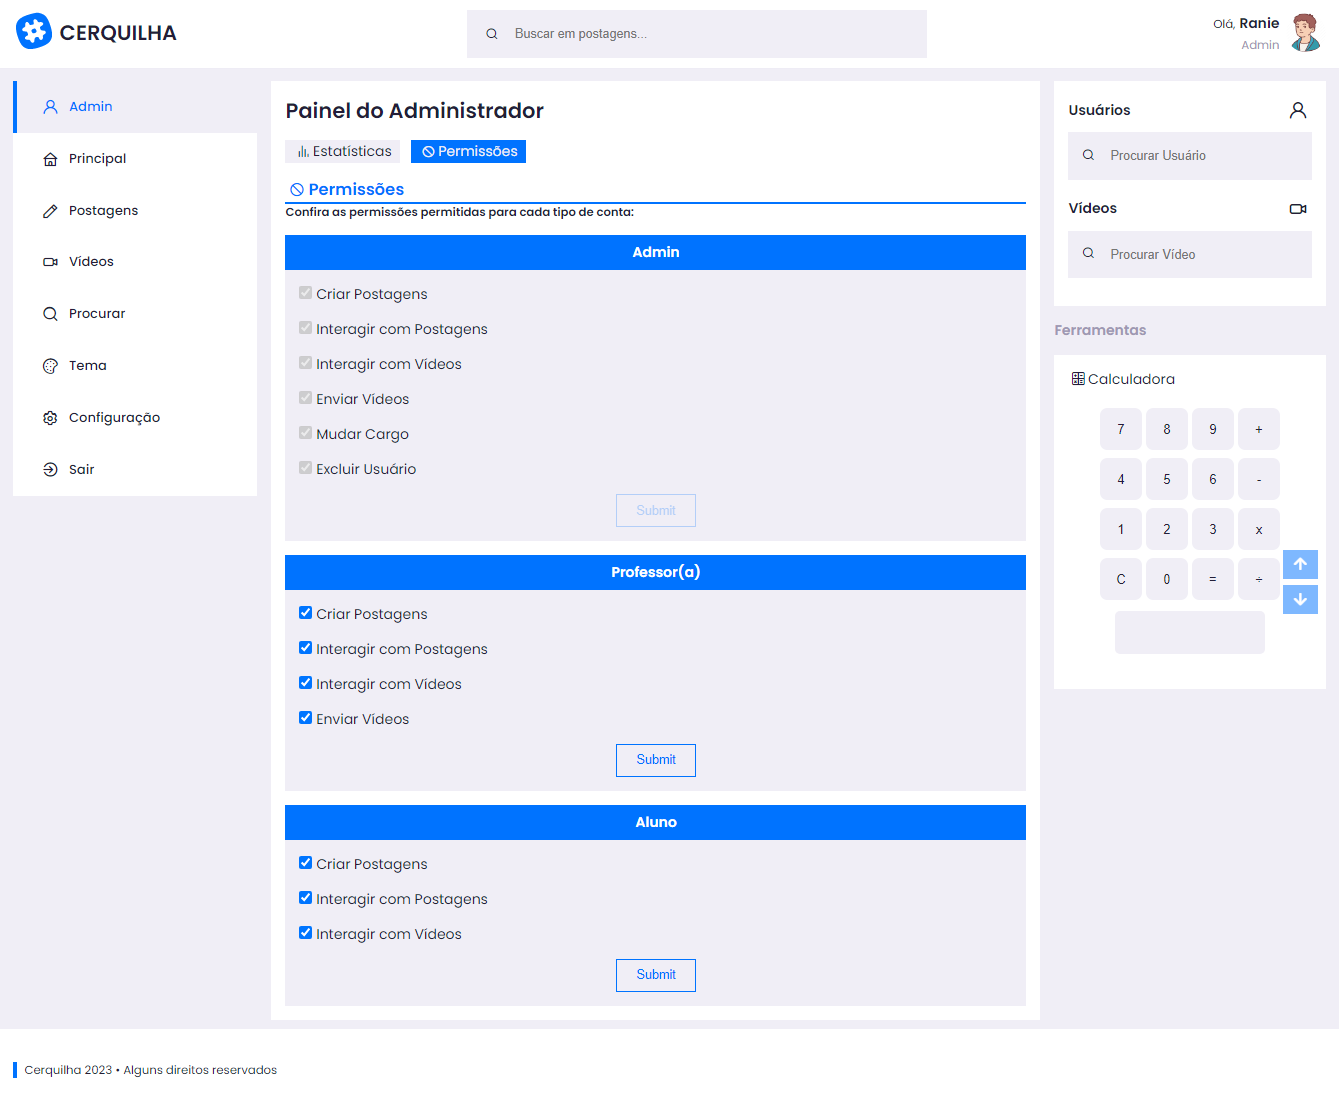 CERQUILHA
Buscar em postagens...
Olá, Ranie
Admin
Admin
Principal
Postagens
Vídeos
Procurar
Tema
Configuração
Sair
Painel do Administrador
Estatísticas
Permissões
Permissões
Confira as permissões permitidas para cada tipo de conta:
Admin
Criar Postagens
Interagir com Postagens
Interagir com Vídeos
Enviar Vídeos
Mudar Cargo
Excluir Usuário
Submit
Professor(a)
Criar Postagens
Interagir com Postagens
Interagir com Vídeos
Enviar Vídeos
Submit
Aluno
Criar Postagens
Interagir com Postagens
Interagir com Vídeos
Submit
Usuários
Procurar Usuário
Vídeos
Procurar Vídeo
Ferramentas
Calculadora
7 8 9 +
4 5 6 -
1 2 3 x
C 0 = ÷
Cerquilha 2023 • Alguns direitos reservados